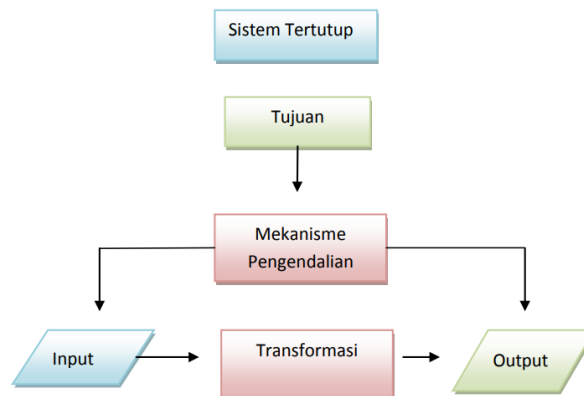 Sistem Tertutup
Tujuan
Mekanisme
Pengendalian
Input
Transformasi
Output